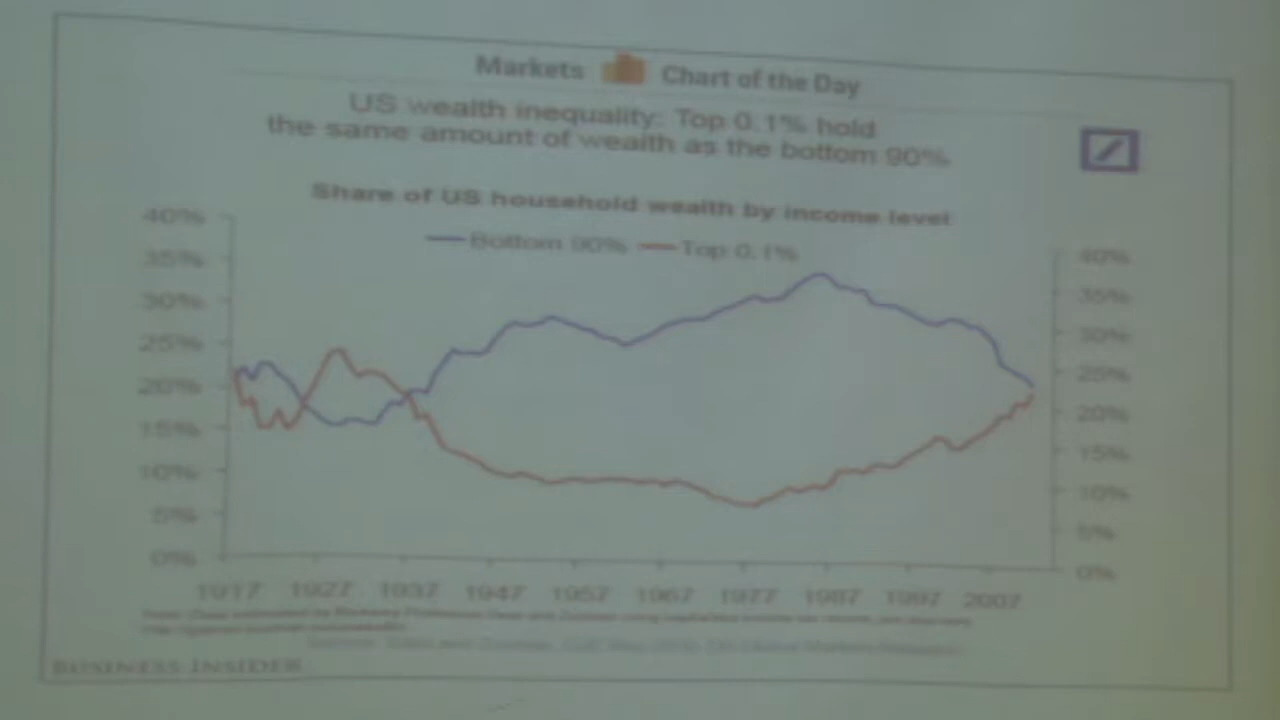 Markets Chart of the Day
US wealth inequality: Top 0.1% hold
the same amount of wealth as the bottom 90%
Share of US household wealth by income level
Bottom 90% Top 0.1%
40%
35%
30%
25%
20%
15%
10%
5%
0%
40%
35%
30%
25%
20%
15%
10%
5%
0%
1917 1927 1937 1947 1957 1967 1977 1987 1997 2007
BUSINESS INSIDER